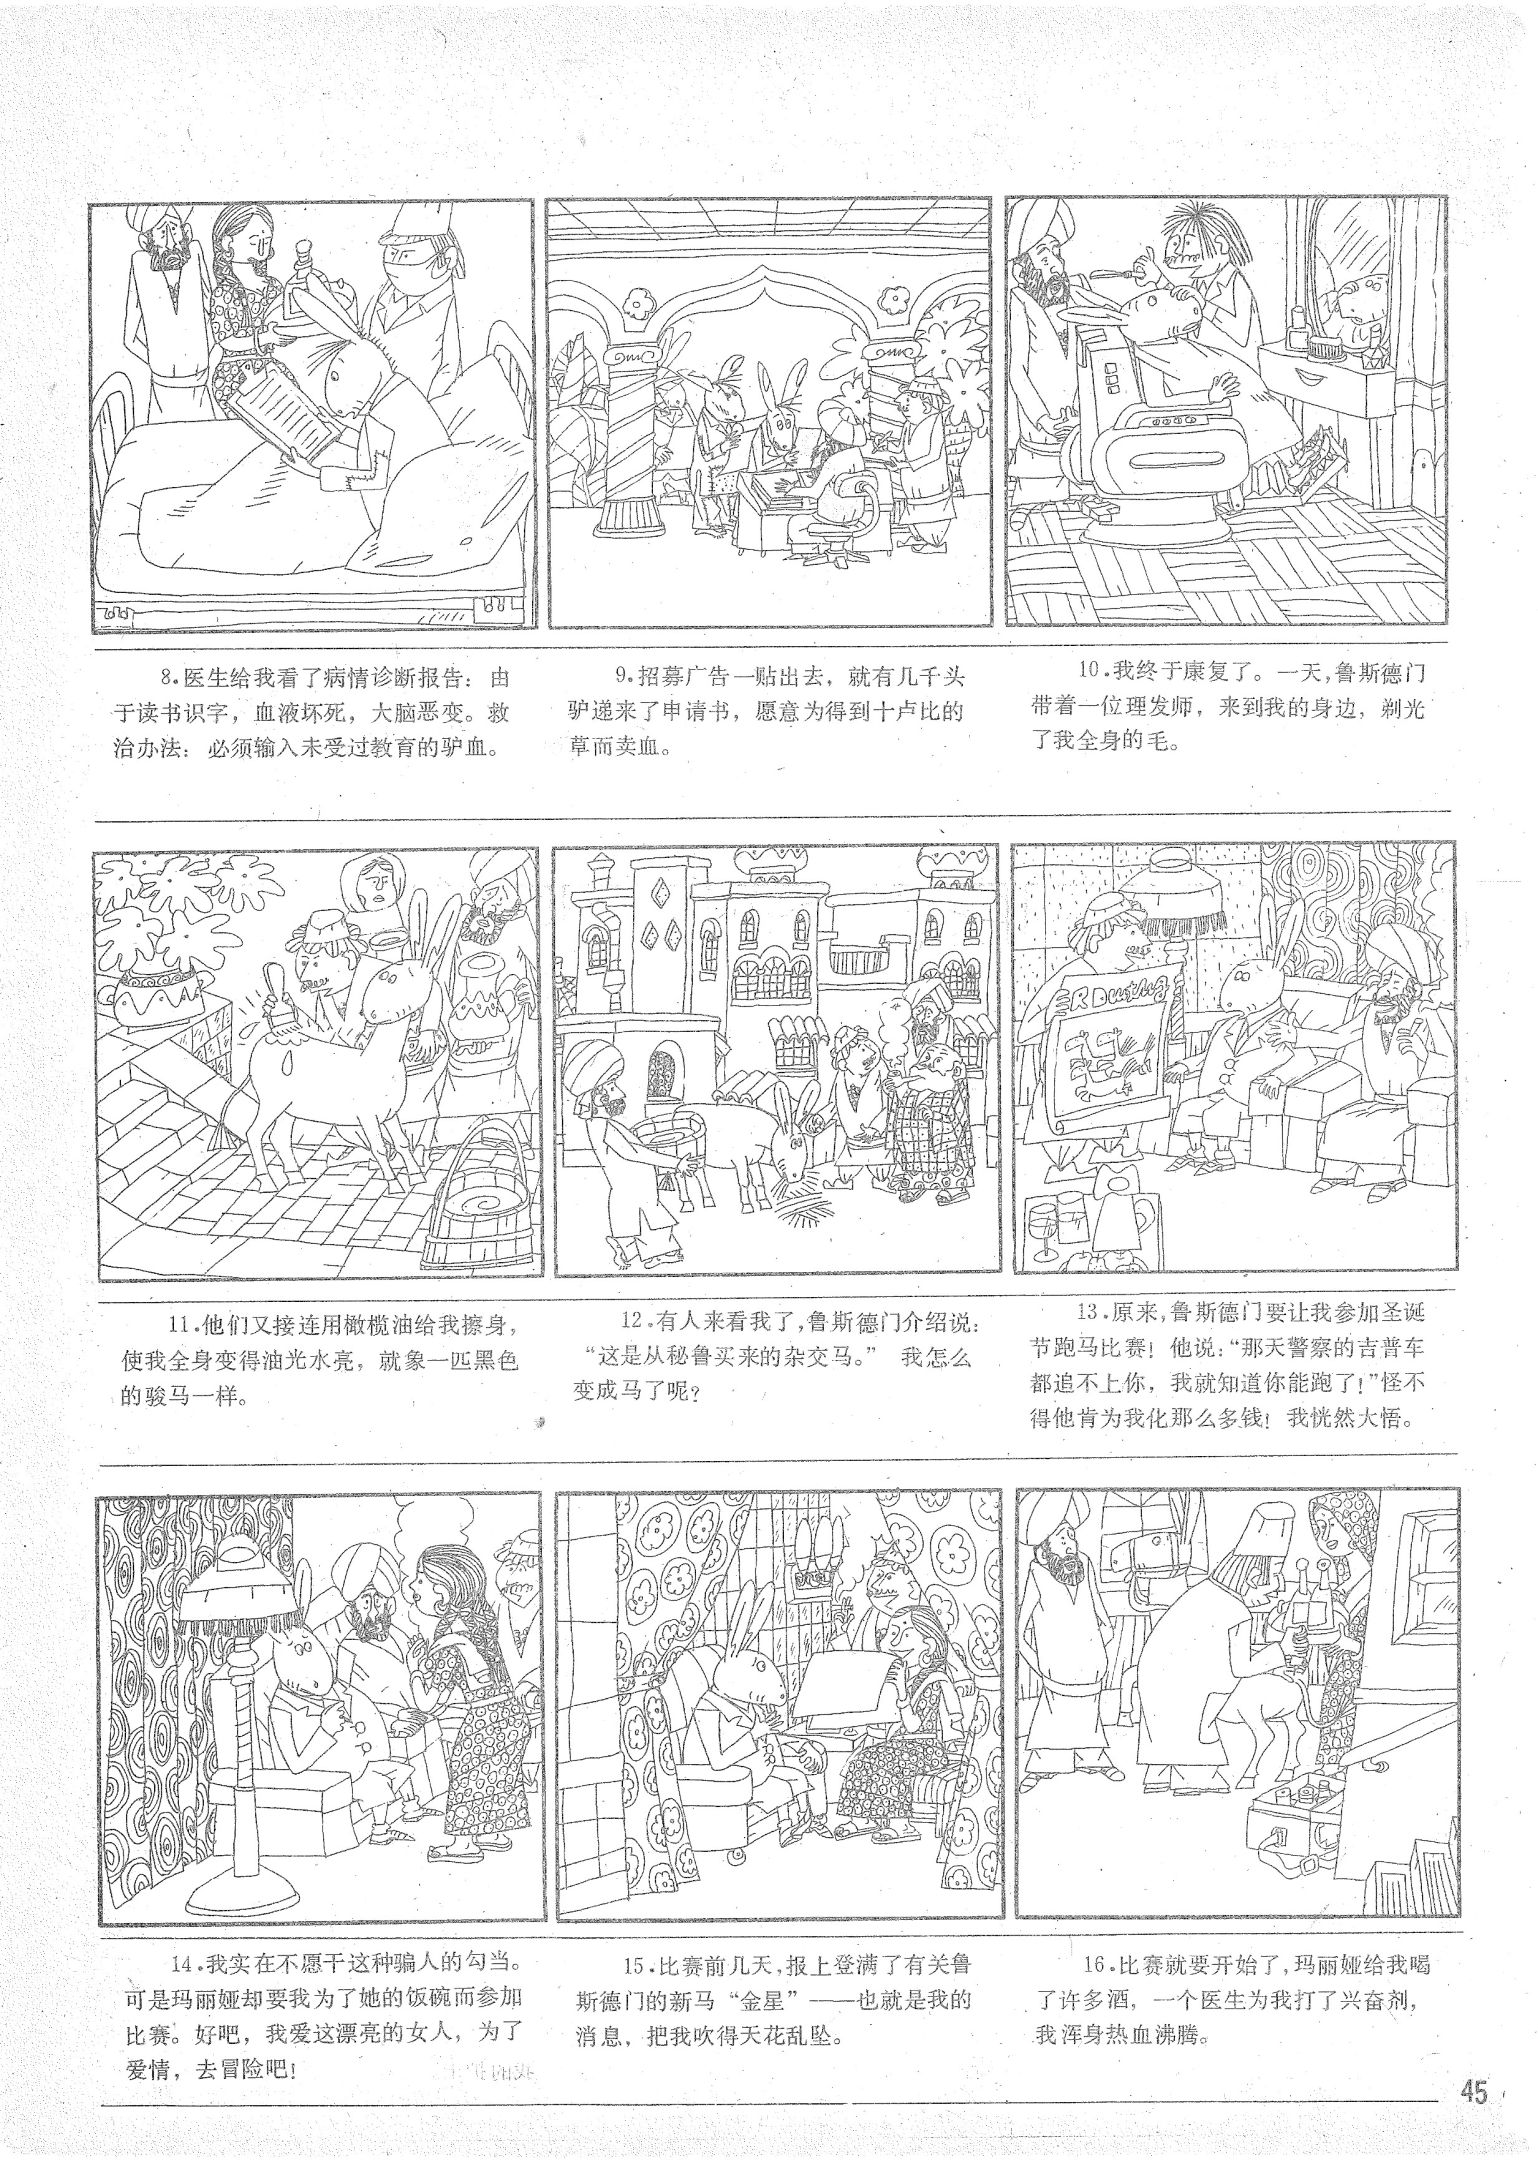 8.医生给我看了病情诊断报告：由
于读书识字，血液坏死，大脑恶变。救
治办法：必须输入未受过教育的驴血。
9.招募广告一贴出去，就有几千头
驴递来了申请书，愿意为得到十卢比的
草而卖血。
10.我终于康复了。一天，鲁斯德门
带着一位理发师，来到我的身边，剃光
了我全身的毛。
11.他们又接连用橄榄油给我擦身，
使我全身变得油光水亮，就象一匹黑色
的骏马一样。
12.有人来看我了，鲁斯德门介绍说：
“这是从秘鲁买来的杂交马。”我怎么
变成马了呢？
13.原来，鲁斯德门要让我参加圣诞
节跑马比赛！他说：“那天警察的吉普车
都追不上你，我就知道你能跑了！”怪不
得他肯为我化那么多钱！我恍然大悟。
14.我实在不愿干这种骗人的勾当。
可是玛丽娅却要我为了她的饭碗而参加
比赛。好吧，我爱这漂亮的女人，为了
爱情，去冒险吧！
15.比赛前几天，报上登满了有关鲁
斯德门的新马“金星”——也就是我的
消息，把我吹得天花乱坠。
16.比赛就要开始了，玛丽娅给我喝
了许多酒，一个医生为我打了兴奋剂，
我浑身热血沸腾。
45